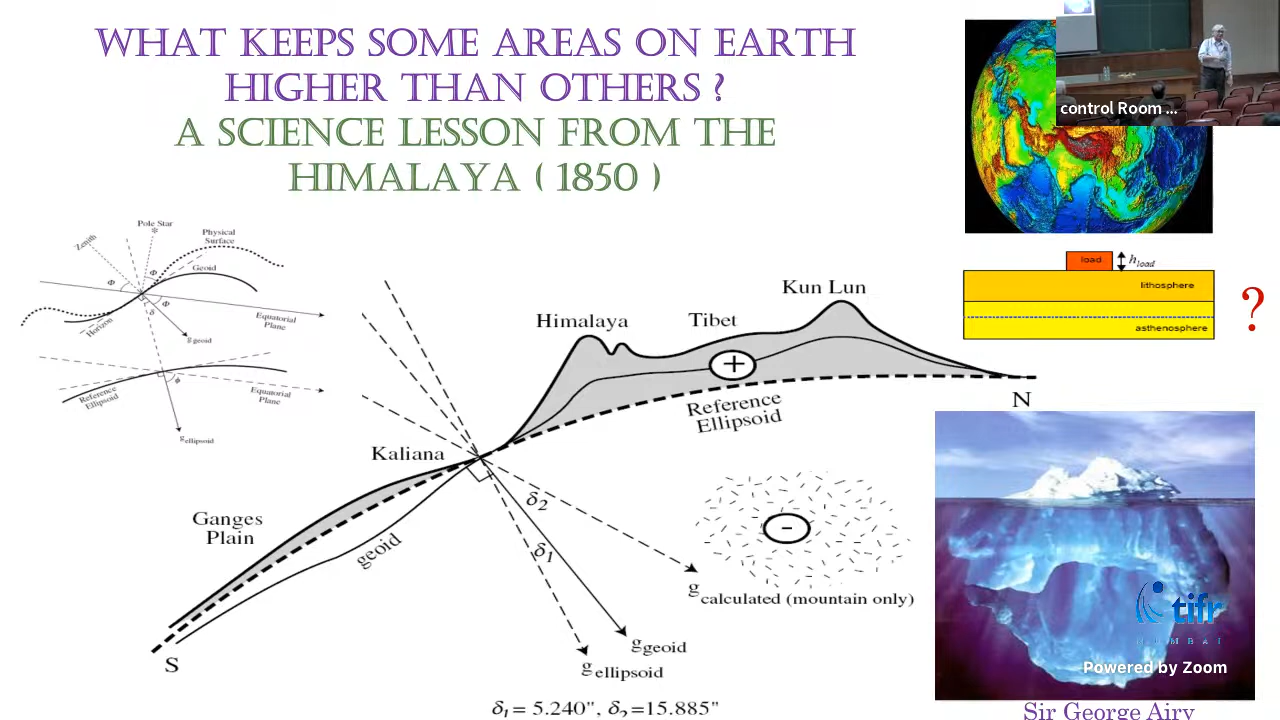 WHAT KEEPS SOME AREAS ON EARTH
HIGHER THAN OTHERS ?
A SCIENCE LESSON FROM THE
HIMALAYA ( 1850 )
control Room ...
Pole Star
*
Zenith
Physical
Surface
Geoid
Φ
Φ
Φ
δ
Horizon
Equatorial
Plane
g geoid
Reference
Ellipsoid
ϕ
Equatorial
Plane
g ellipsoid
load
h load
lithosphere
asthenosphere
?
Himalaya
Tibet
Kun Lun
+
Reference
Ellipsoid
N
Kaliana
Ganges
Plain
geoid
S
δ2
δ1
-
g calculated (mountain only)
g geoid
g ellipsoid
δ1 = 5.240", δ2=15.885"
tifr
MUMBAI
Powered by Zoom
Sir George Airy